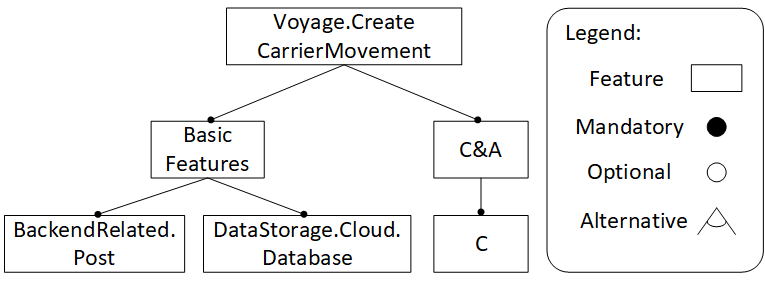 Voyage.Create
CarrierMovement
Basic
Features
C&A
BackendRelated.
Post
DataStorage.Cloud.
Database
C
Legend:
Feature
Mandatory
Optional
Alternative